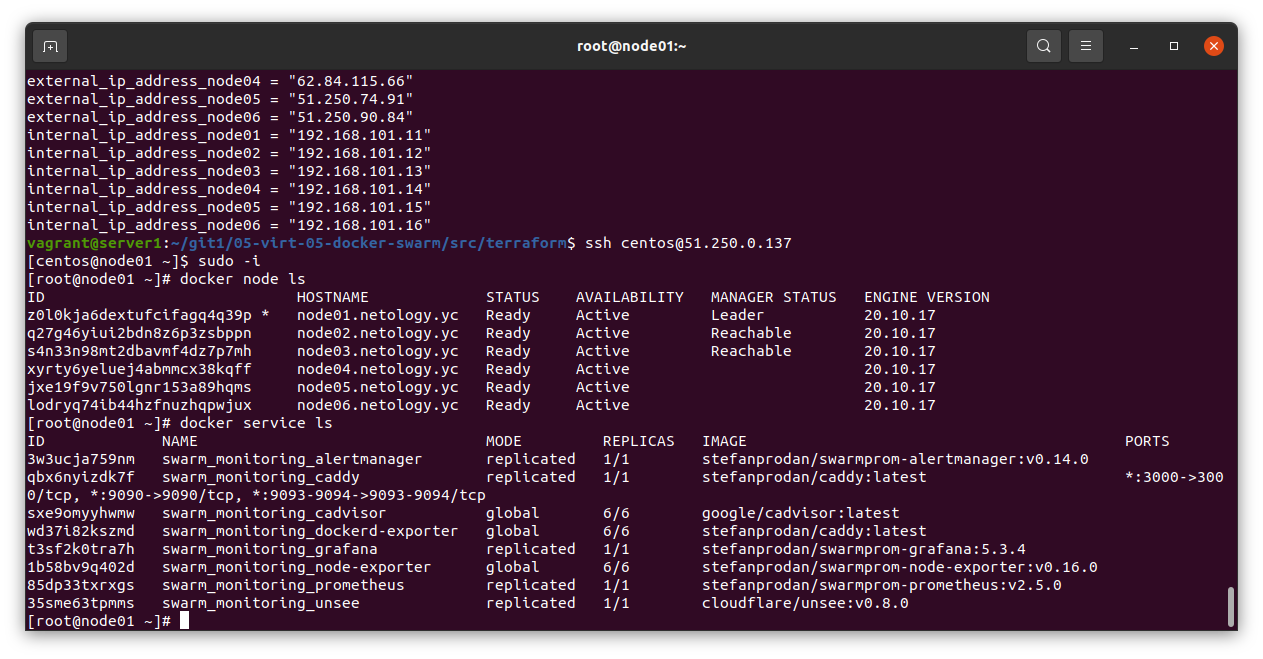 root@node01:~
external_ip_address_node04 = "62.84.115.66"
external_ip_address_node05 = "51.250.74.91"
external_ip_address_node06 = "51.250.90.84"
internal_ip_address_node01 = "192.168.101.11"
internal_ip_address_node02 = "192.168.101.12"
internal_ip_address_node03 = "192.168.101.13"
internal_ip_address_node04 = "192.168.101.14"
internal_ip_address_node05 = "192.168.101.15"
internal_ip_address_node06 = "192.168.101.16"
vagrant@server1:~/git1/05-virt-05-docker-swarm/src/terraform$ ssh centos@51.250.0.137
[centos@node01 ~]$ sudo -i
[root@node01 ~]# docker node ls
ID                            HOSTNAME             STATUS    AVAILABILITY   MANAGER STATUS   ENGINE VERSION
z0l0kja6dextufcifagq4q39p *   node01.netology.yc   Ready     Active         Leader           20.10.17
q27g46yiui2bdn8z6p3zsbppn     node02.netology.yc   Ready     Active         Reachable        20.10.17
s4n33n98mt2dbavmf4dz7p7mh     node03.netology.yc   Ready     Active         Reachable        20.10.17
xyrty6yeluej4abmmcx38kqff     node04.netology.yc   Ready     Active                          20.10.17
jxe19f9v750lgnr153a89hqms     node05.netology.yc   Ready     Active                          20.10.17
lodryq74ib44hzfnuzhqpwjux     node06.netology.yc   Ready     Active                          20.10.17
[root@node01 ~]# docker service ls
ID             NAME                                MODE         REPLICAS   IMAGE                                          PORTS
3w3ucja759nm   swarm_monitoring_alertmanager       replicated   1/1        stefanprodan/swarmprom-alertmanager:v0.14.0
qbx6nyizdk7f   swarm_monitoring_caddy              replicated   1/1        stefanprodan/caddy:latest                      *:3000->300
0/tcp, *:9090->9090/tcp, *:9093-9094->9093-9094/tcp
sxe9omyyhwmw   swarm_monitoring_cadvisor           global       6/6        google/cadvisor:latest
wd37i82kszmd   swarm_monitoring_dockerd-exporter   global       6/6        stefanprodan/caddy:latest
t3sf2k0tra7h   swarm_monitoring_grafana            replicated   1/1        stefanprodan/swarmprom-grafana:5.3.4
1b58bv9q402d   swarm_monitoring_node-exporter      global       6/6        stefanprodan/swarmprom-node-exporter:v0.16.0
85dp33txrxgs   swarm_monitoring_prometheus         replicated   1/1        stefanprodan/swarmprom-prometheus:v2.5.0
35sme63tpmms   swarm_monitoring_unsee              replicated   1/1        cloudflare/unsee:v0.8.0
[root@node01 ~]#